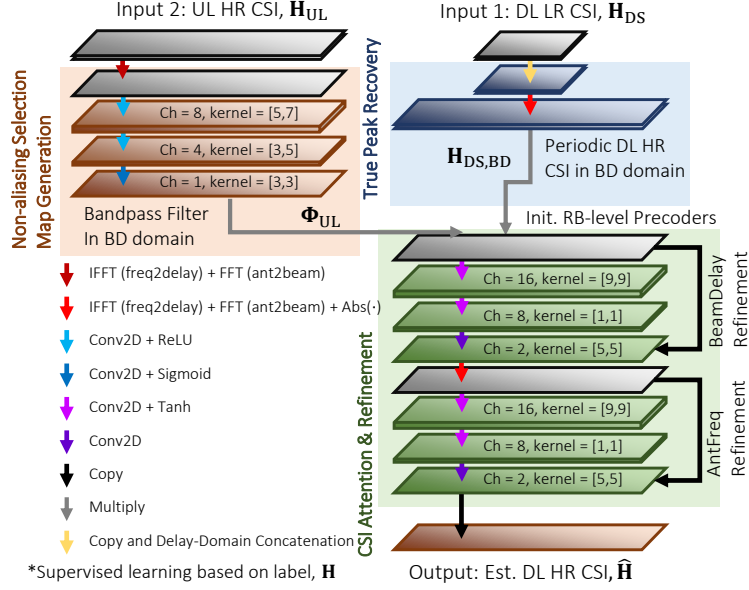 Input 2: UL HR CSI, H_UL
Input 1: DL LR CSI, H_DS
Non-aliasing Selection
Map Generation
Ch = 8, kernel = [5,7]
Ch = 4, kernel = [3,5]
Ch = 1, kernel = [3,3]
Bandpass Filter
In BD domain
Φ_UL
True Peak Recovery
H_DS,BD
Periodic DL HR
CSI in BD domain
Init. RB-level Precoders
IFFT (freq2delay) + FFT (ant2beam)
IFFT (freq2delay) + FFT (ant2beam) + Abs(·)
Conv2D + ReLU
Conv2D + Sigmoid
Conv2D + Tanh
Conv2D
Copy
Multiply
Copy and Delay-Domain Concatenation
CSI Attention & Refinement
Ch = 16, kernel = [9,9]
Ch = 8, kernel = [1,1]
Ch = 2, kernel = [5,5]
BeamDelay
Refinement
Ch = 16, kernel = [9,9]
Ch = 8, kernel = [1,1]
Ch = 2, kernel = [5,5]
AntFreq
Refinement
*Supervised learning based on label, H
Output: Est. DL HR CSI, Ĥ